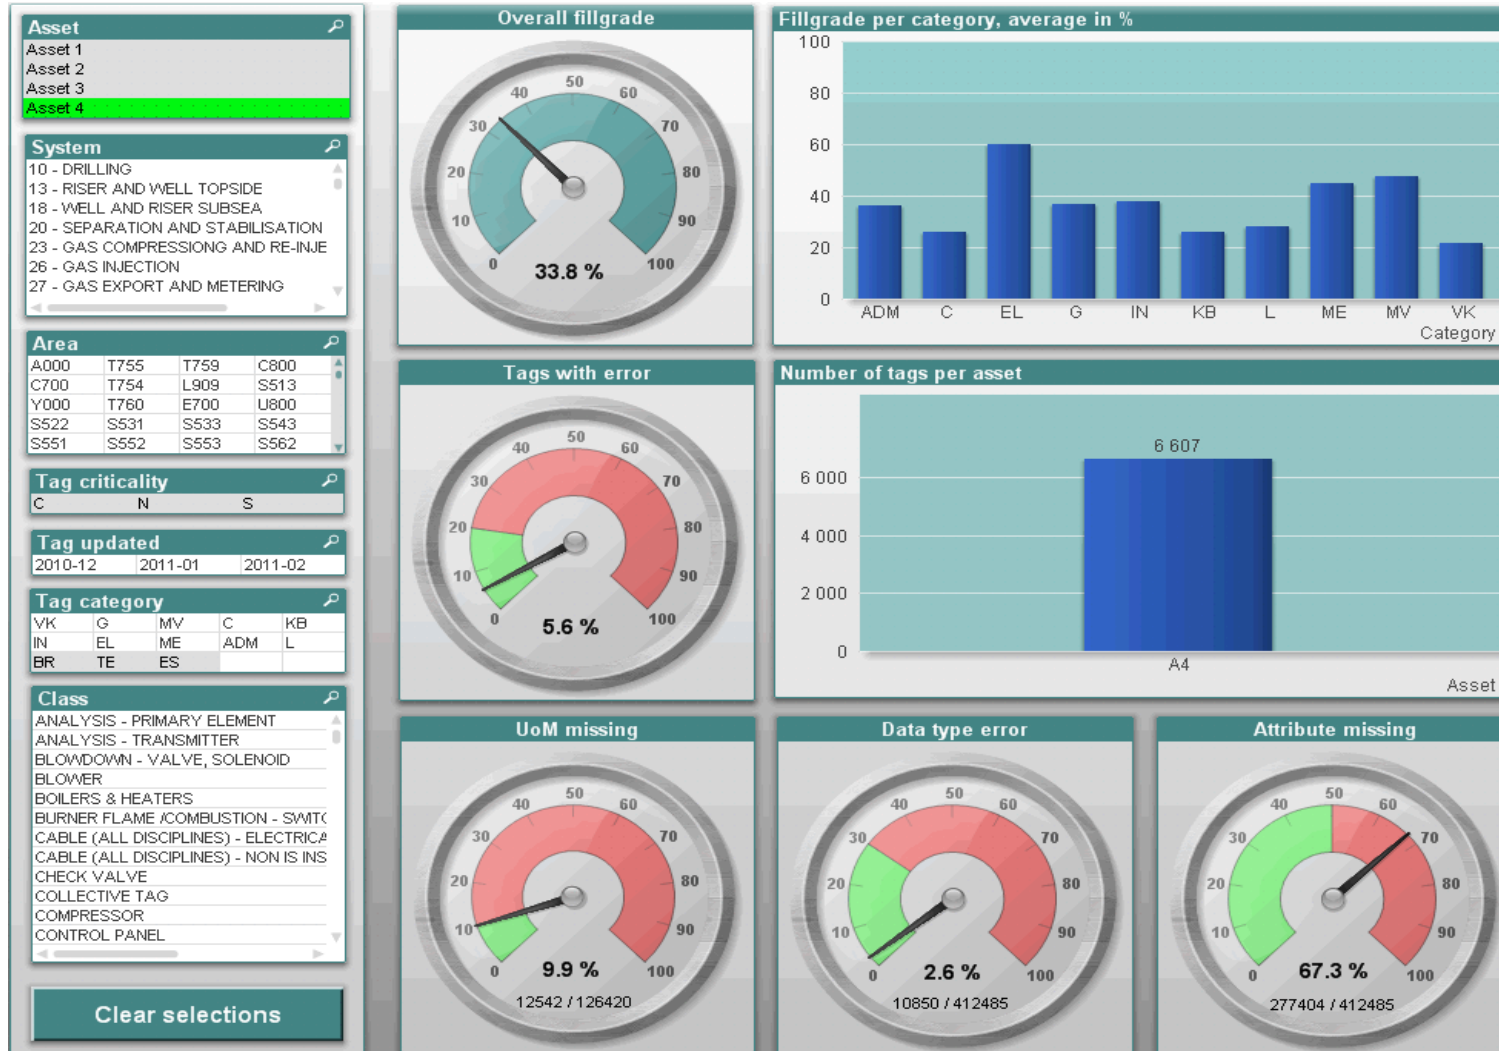 Asset
Asset 1
Asset 2
Asset 3
Asset 4
System
10 - DRILLING
13 - RISER AND WELL TOPSIDE
18 - WELL AND RISER SUBSEA
20 - SEPARATION AND STABILISATION
23 - GAS COMPRESSIONG AND RE-INJE
26 - GAS INJECTION
27 - GAS EXPORT AND METERING
Area
A000 T755 T759 C800
C700 T754 L909 S513
Y000 T760 E700 U800
S522 S531 S533 S543
S551 S552 S553 S562
Tag criticality
C N S
Tag updated
2010-12 2011-01 2011-02
Tag category
VK G MV C KB
IN EL ME ADM L
BR TE ES
Class
ANALYSIS - PRIMARY ELEMENT
ANALYSIS - TRANSMITTER
BLOWDOWN - VALVE, SOLENOID
BLOWER
BOILERS & HEATERS
BURNER FLAME /COMBUSTION - SWITC
CABLE (ALL DISCIPLINES) - ELECTRICA
CABLE (ALL DISCIPLINES) - NON IS INS
CHECK VALVE
COLLECTIVE TAG
COMPRESSOR
CONTROL PANEL
Clear selections
Overall fillgrade
0 10 20 30 40 50 60 70 80 90 100
33.8 %
Fillgrade per category, average in %
100
80
60
40
20
0
ADM C EL G IN KB L ME MV VK
Category
Tags with error
0 10 20 30 40 50 60 70 80 90 100
5.6 %
Number of tags per asset
6 607
6 000
4 000
2 000
0
A4
Asset
UoM missing
0 10 20 30 40 50 60 70 80 90 100
9.9 %
12542 / 126420
Data type error
0 10 20 30 40 50 60 70 80 90 100
2.6 %
10850 / 412485
Attribute missing
0 10 20 30 40 50 60 70 80 90 100
67.3 %
277404 / 412485